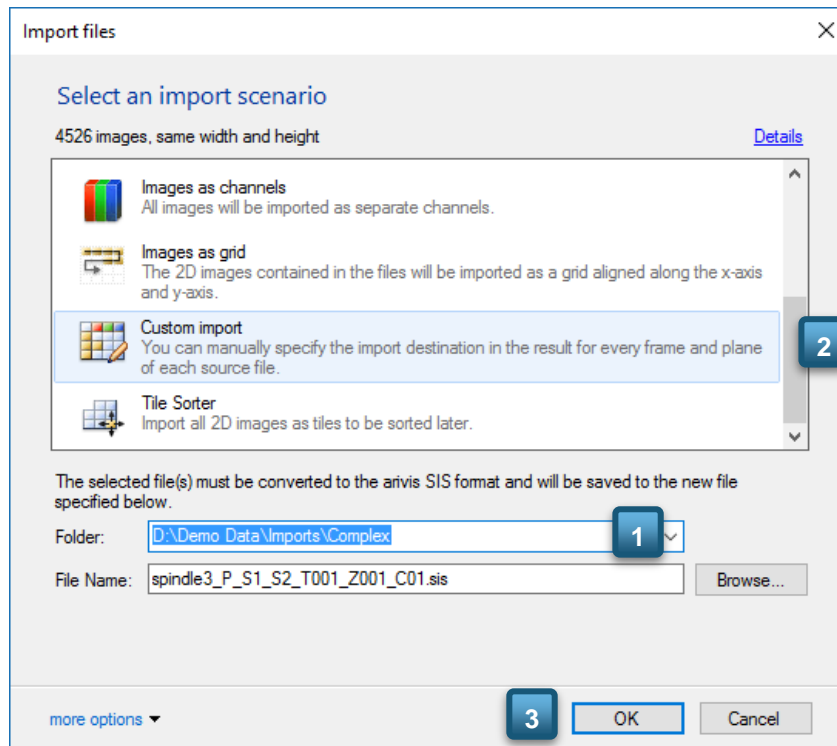 Import files
Select an import scenario
4526 images, same width and height
Details
Images as channels
All images will be imported as separate channels.
Images as grid
The 2D images contained in the files will be imported as a grid aligned along the x-axis
and y-axis.
Custom import
You can manually specify the import destination in the result for every frame and plane
of each source file.
2
Tile Sorter
Import all 2D images as tiles to be sorted later.
The selected file(s) must be converted to the arivis SIS format and will be saved to the new file
specified below.
Folder: D:\Demo Data\Imports\Complex 1
File Name: spindle3_P_S1_S2_T001_Z001_C01.sis Browse...
more options 3 OK Cancel